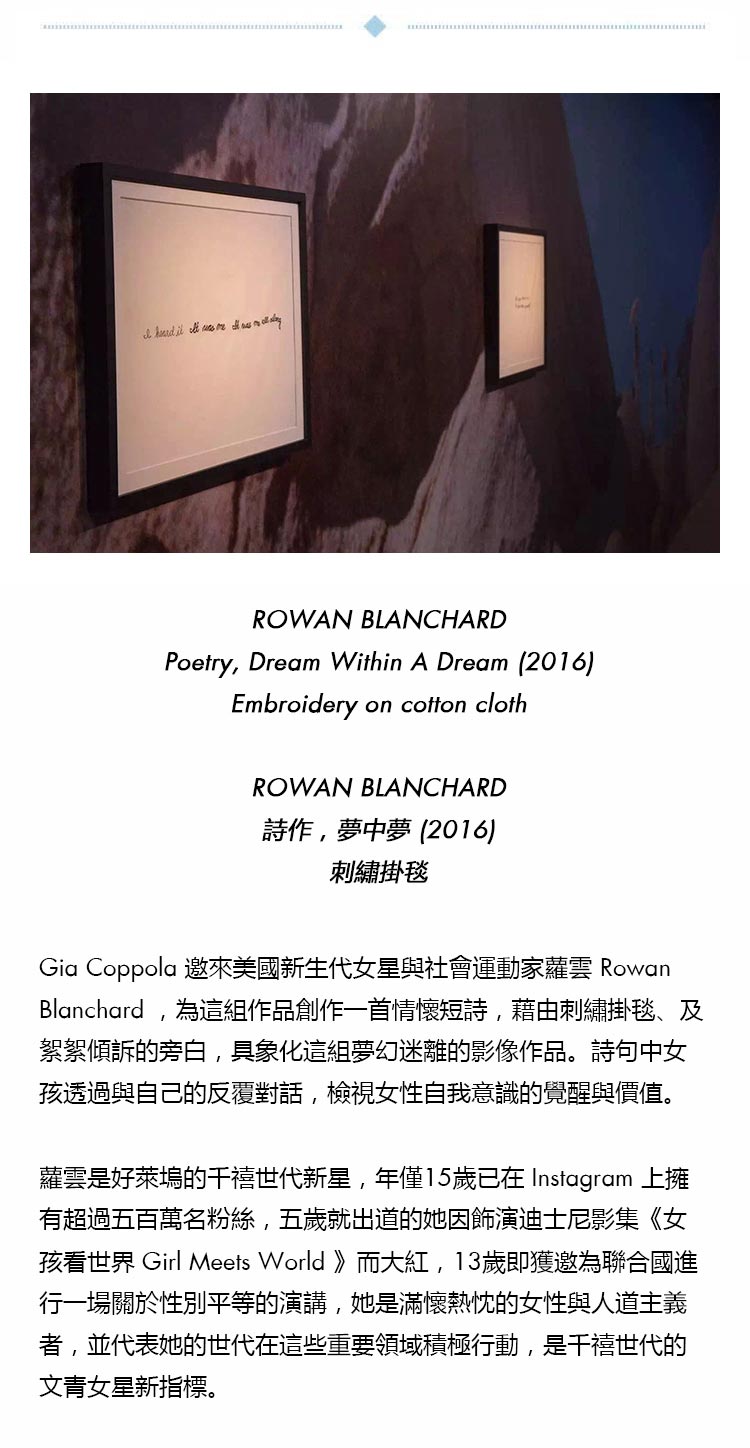 I heard it It was me It was me all along
ROWAN BLANCHARD
Poetry, Dream Within A Dream (2016)
Embroidery on cotton cloth
ROWAN BLANCHARD
詩作，夢中夢 (2016)
刺繡掛毯
Gia Coppola 邀來美國新生代女星與社會運動家蘿雲 Rowan
Blanchard ，為這組作品創作一首情懷短詩，藉由刺繡掛毯、及
絮絮傾訴的旁白，具象化這組夢幻迷離的影像作品。詩句中女
孩透過與自己的反覆對話，檢視女性自我意識的覺醒與價值。
蘿雲是好萊塢的千禧世代新星，年僅15歲已在 Instagram 上擁
有超過五百萬名粉絲，五歲就出道的她因飾演迪士尼影集《女
孩看世界 Girl Meets World 》而大紅，13歲即獲邀為聯合國進
行一場關於性別平等的演講，她是滿懷熱忱的女性與人道主義
者，並代表她的世代在這些重要領域積極行動，是千禧世代的
文青女星新指標。